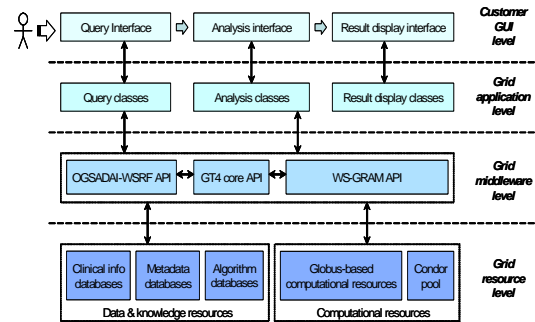 Query Interface
Analysis interface
Result display interface
Customer
GUI
level
Query classes
Analysis classes
Result display classes
Grid
application
level
OGSADAI-WSRF API
GT4 core API
WS-GRAM API
Grid
middleware
level
Clinical info
databases
Metadata
databases
Algorithm
databases
Globus-based
computational resources
Condor
pool
Data & knowledge resources
Computational resources
Grid
resource
level